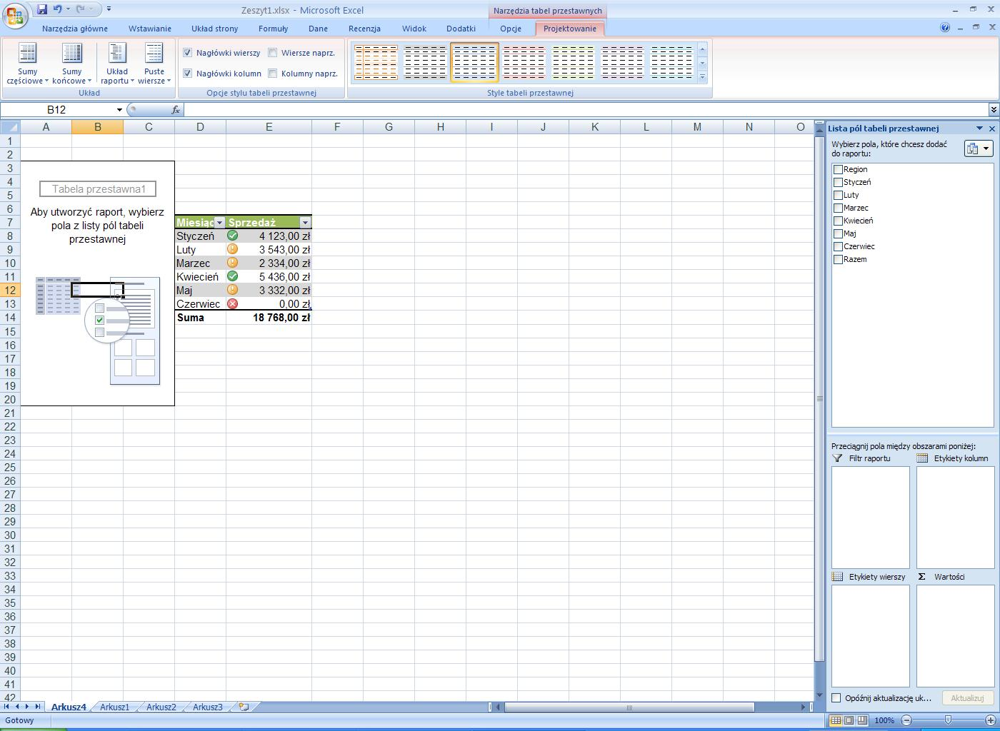 Zeszyt1.xlsx - Microsoft Excel
Narzędzia tabel przestawnych
Narzędzia główne Wstawianie Układ strony Formuły Dane Recenzja Widok Dodatki Opcje Projektowanie
Sumy częściowe
Sumy końcowe
Układ raportu
Puste wiersze
Układ
Nagłówki wierszy Wiersze naprz.
Nagłówki kolumn Kolumny naprz.
Opcje stylu tabeli przestawnej
Style tabeli przestawnej
B12 fx
A B C D E F G H I J K L M N O
1
2
3
4
5
6
7
8
9
10
11
12
13
14
15
16
17
18
19
20
21
22
23
24
25
26
27
28
29
30
31
32
33
34
35
36
37
38
39
40
41
42
Tabela przestawna1
Aby utworzyć raport, wybierz
pola z listy pól tabeli
przestawnej
Miesiąc Sprzedaż
Styczeń 4 123,00 zł
Luty 3 543,00 zł
Marzec 2 334,00 zł
Kwiecień 5 436,00 zł
Maj 3 332,00 zł
Czerwiec 0,00 zł
Suma 18 768,00 zł
Lista pól tabeli przestawnej
Wybierz pola, które chcesz dodać
do raportu:
Region
Styczeń
Luty
Marzec
Kwiecień
Maj
Czerwiec
Razem
Przeciągnij pola między obszarami poniżej:
Filtr raportu Etykiety kolumn
Etykiety wierszy Σ Wartości
Opóźnij aktualizację uk... Aktualizuj
Arkusz4 Arkusz1 Arkusz2 Arkusz3
Gotowy 100%